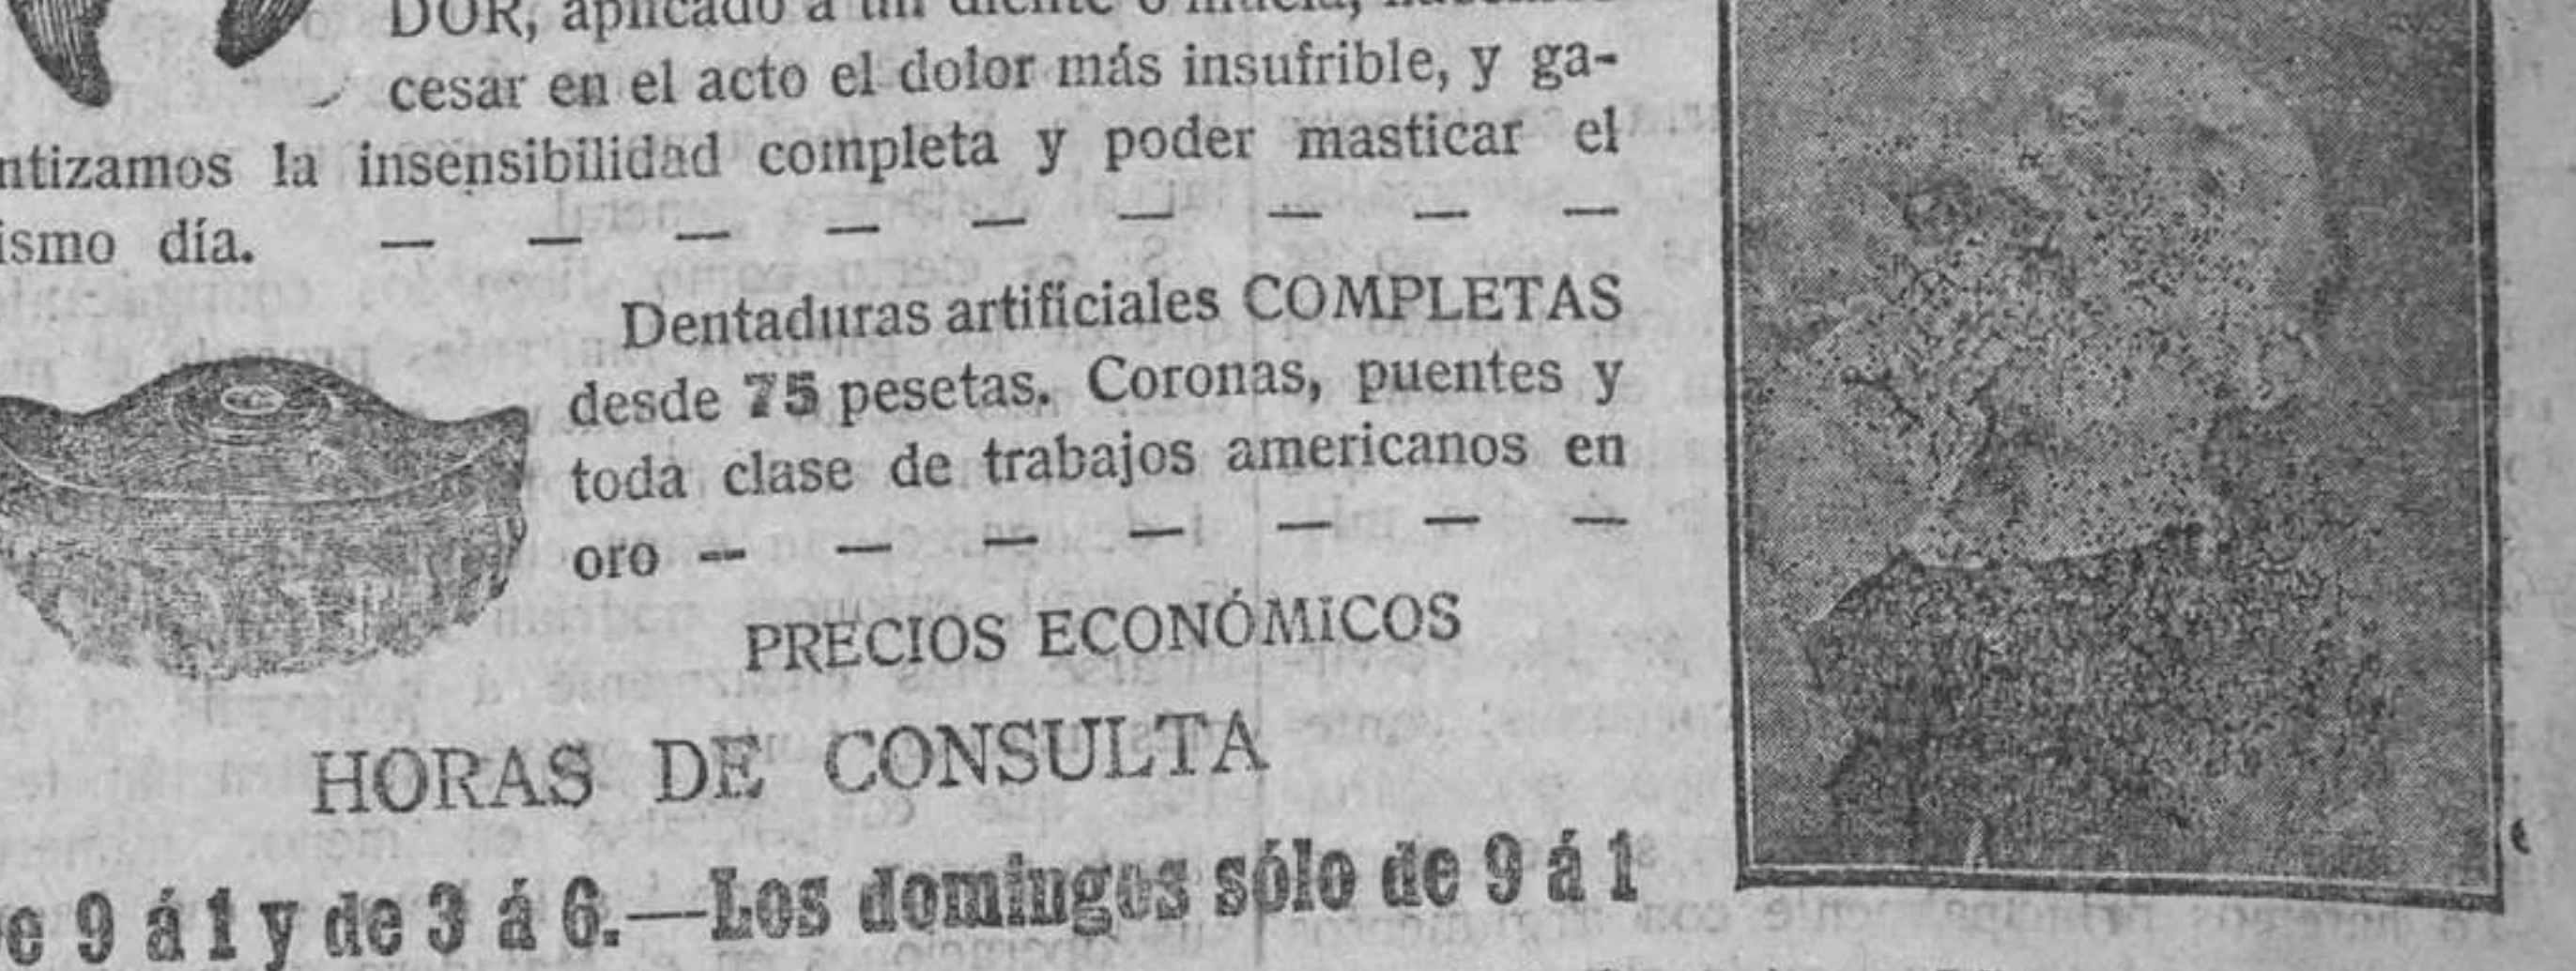 DOR, aplicado a un diente o muela,
cesar en el acto el dolor más insufrible, y ga-
ntizamos la insensibilidad completa y poder masticar el
ismo día. — — — — — — — — —
Dentaduras artificiales COMPLETAS
desde 75 pesetas. Coronas, puentes y
toda clase de trabajos americanos en
oro — — — — — — —
PRECIOS ECONÓMICOS
HORAS DE CONSULTA
e 9 á 1 y de 3 á 6.—Los domingos sólo de 9 á 1